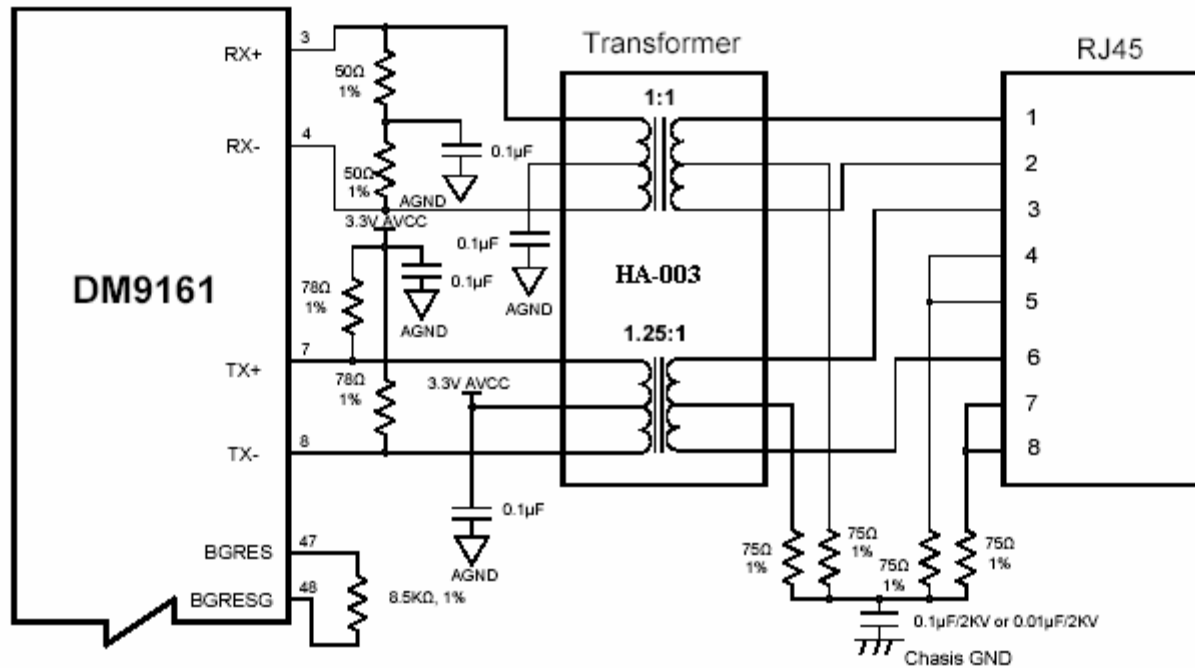 Transformer
RJ45
DM9161
RX+
3
RX-
4
50Ω
1%
50Ω
1%
0.1µF
AGND
3.3V AVCC
0.1µF
AGND
78Ω
1%
TX+
7
78Ω
1%
TX-
8
1:1
0.1µF
AGND
HA-003
1.25:1
3.3V AVCC
0.1µF
AGND
BGRES
47
BGRESG
48
8.5KΩ, 1%
1
2
3
4
5
6
7
8
75Ω
1%
75Ω
1%
75Ω
1%
75Ω
1%
0.1µF/2KV or 0.01µF/2KV
Chasis GND